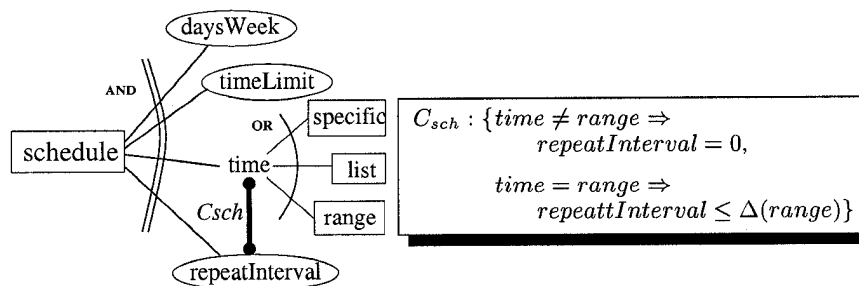 daysWeek
AND
timeLimit
OR
specific
schedule
time
list
Csch
range
repeatInterval
C_sch : {time ≠ range ⇒
repeatInterval = 0,
time = range ⇒
repeattInterval ≤ Δ(range)}